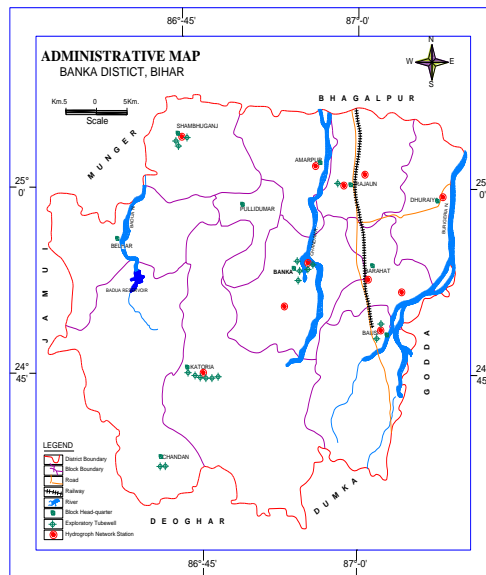 86°-45' 87°-0'
ADMINISTRATIVE MAP
BANKA DISTICT, BIHAR
N
W E
S
Km.5 0 5Km.
Scale
BHAGALPUR
MUNGER
SHAMBHUGANJ
AMARPUR
RAJAUN
DHURAIYA
25
0°
25
0°
FULLIDUMAR
BELHAR
BADUA RESERVOIR
BANKA
BARAHAT
BAUSI
JAMUI
GODDA
24
45'
24
45'
KATORIA
CHANDAN
DUMKA
DEOGHAR
LEGEND
District Boundary
Block Boundary
Road
Railway
River
Block Head-quarter
Exploratory Tubewell
Hydrogroph Network Station
86°-45' 87°-0'